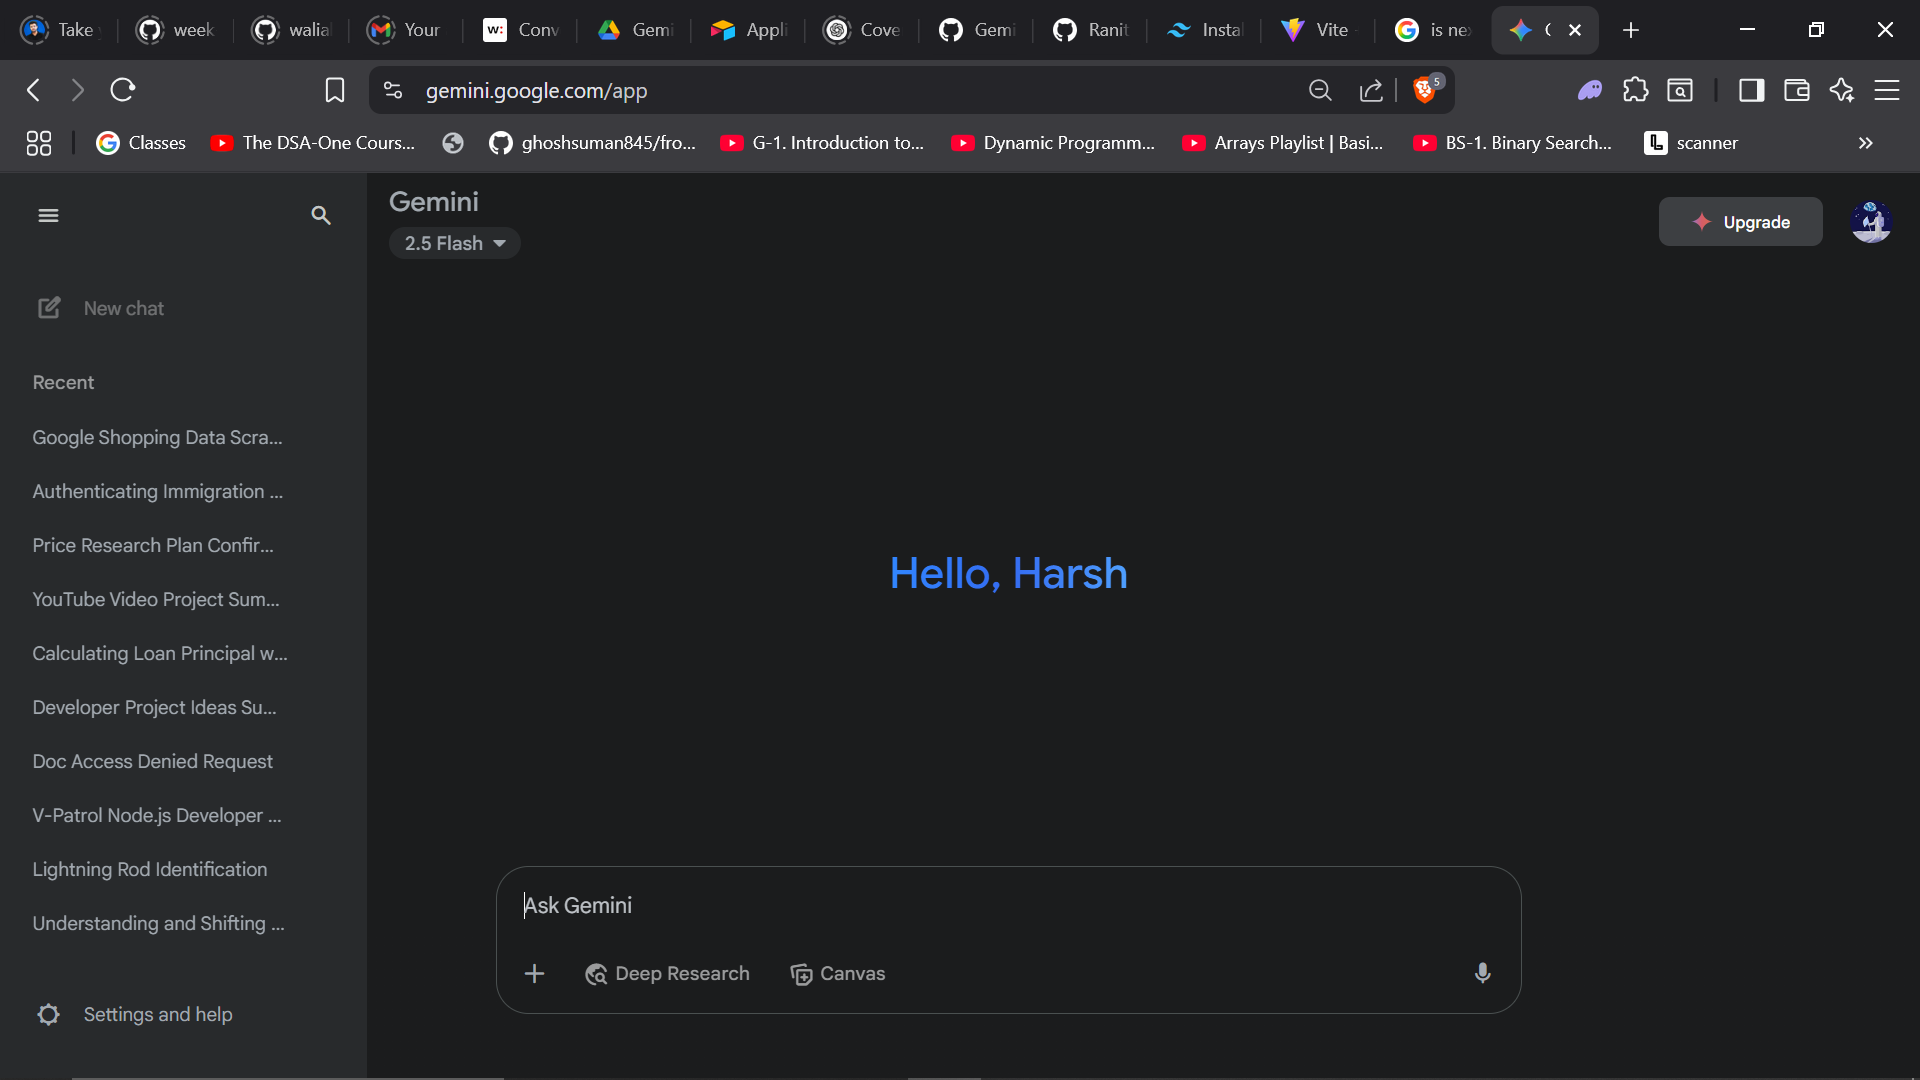 Take
week
walia
Your
w:
Conv
Gemi
Appli
Cove
Gemi
Ranit
Instal
Vite
is nex
gemini.google.com/app
5
Classes
The DSA-One Cours...
ghoshsuman845/fro...
G-1. Introduction to...
Dynamic Programm...
Arrays Playlist | Basi...
BS-1. Binary Search...
scanner
Gemini
2.5 Flash
Upgrade
New chat
Recent
Google Shopping Data Scra...
Authenticating Immigration ...
Price Research Plan Confir...
YouTube Video Project Sum...
Calculating Loan Principal w...
Developer Project Ideas Su...
Doc Access Denied Request
V-Patrol Node.js Developer ...
Lightning Rod Identification
Understanding and Shifting ...
Settings and help
Hello, Harsh
Ask Gemini
Deep Research
Canvas